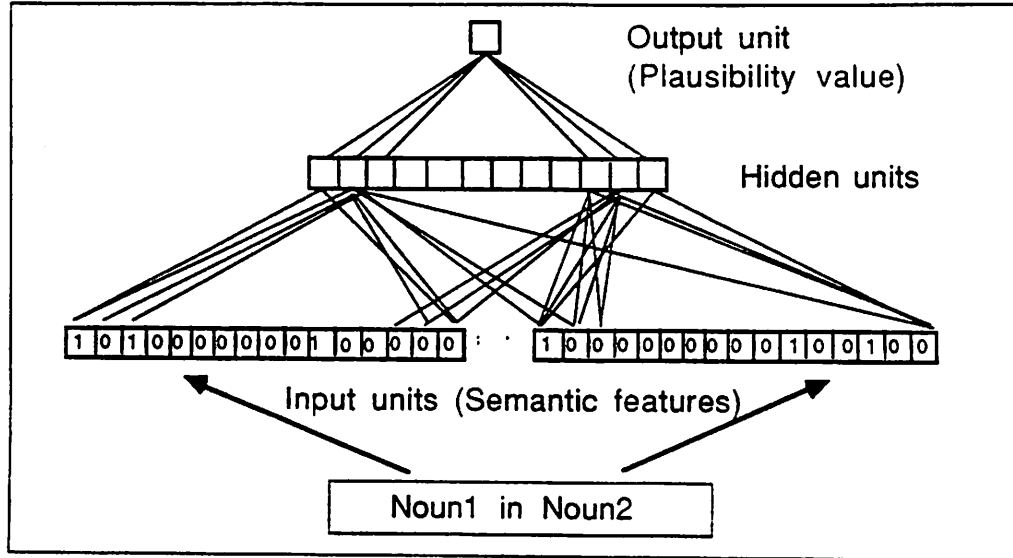 Output unit
(Plausibility value)
Hidden units
1 0 1 0 0 0 0 0 0 0 1 0 0 0 0 0 : · 1 0 0 0 0 0 0 0 0 0 1 0 0 1 0 0
Input units (Semantic features)
Noun1 in Noun2